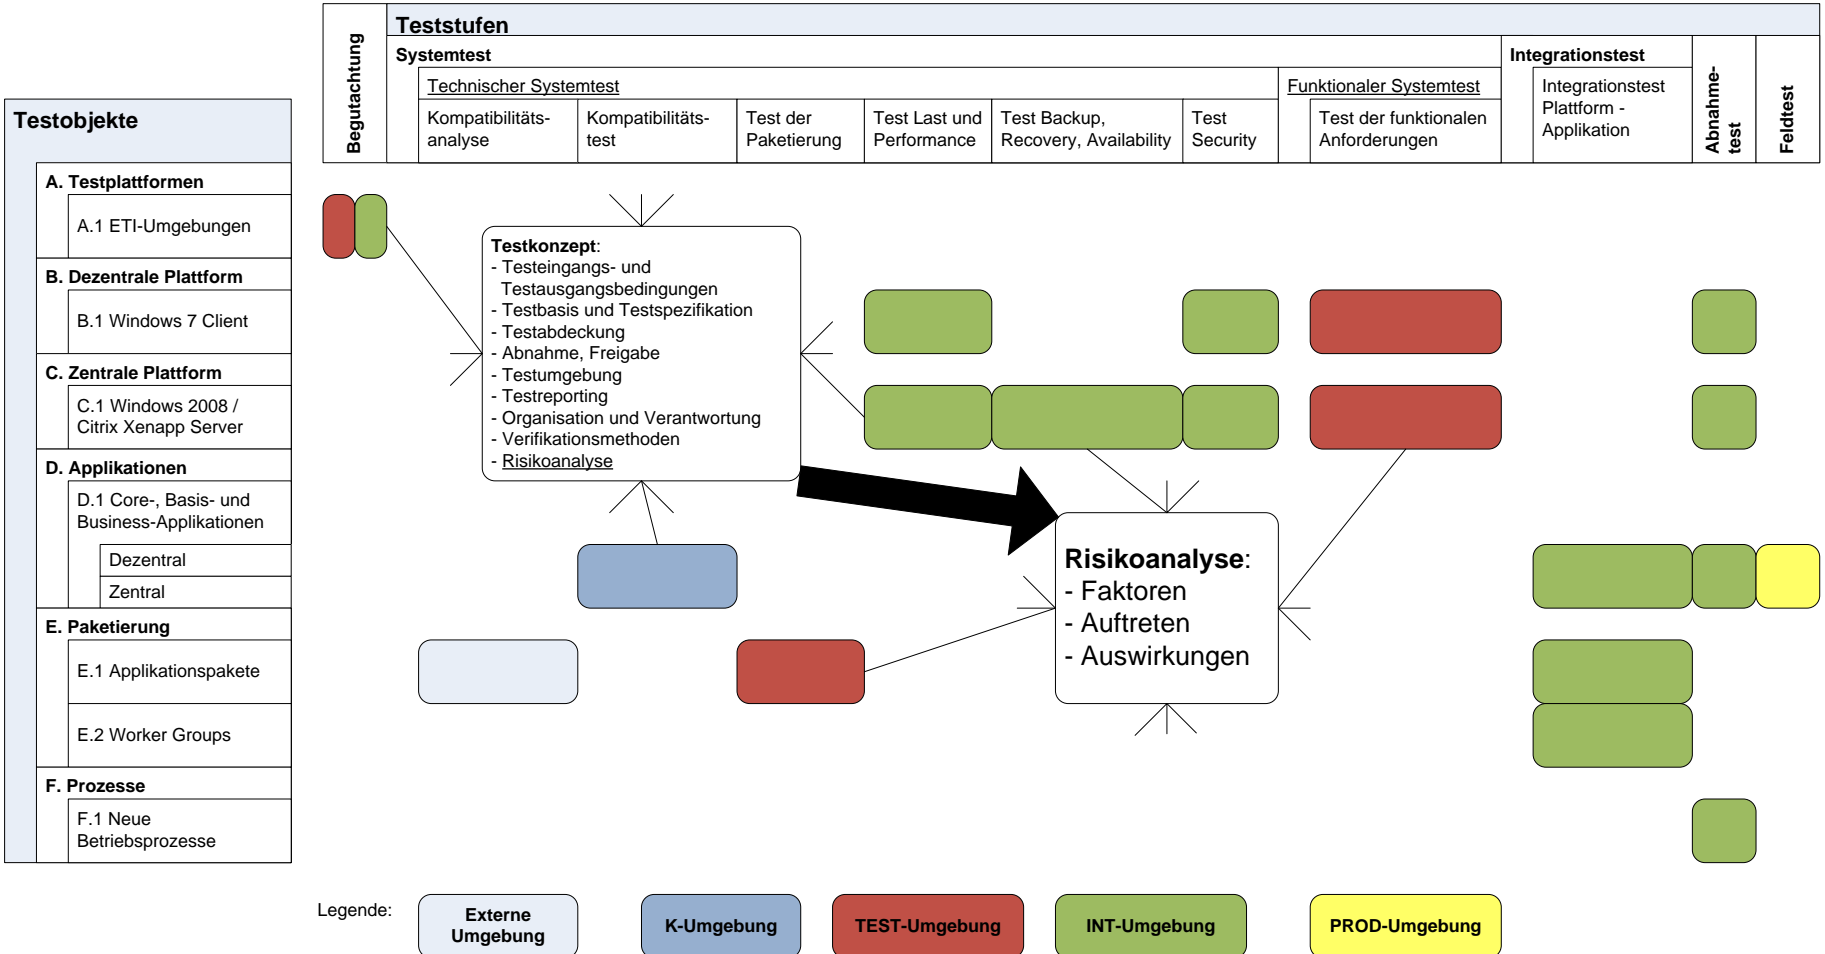 Teststufen
Begutachtung
Systemtest
Integrationstest
Technischer Systemtest
Funktionaler Systemtest
Kompatibilitäts-
analyse
Kompatibilitäts-
test
Test der
Paketierung
Test Last und
Performance
Test Backup,
Recovery, Availability
Test
Security
Test der funktionalen
Anforderungen
Integrationstest
Plattform -
Applikation
Abnahme-
test
Feldtest
Testobjekte
A. Testplattformen
A.1 ETI-Umgebungen
B. Dezentrale Plattform
B.1 Windows 7 Client
C. Zentrale Plattform
C.1 Windows 2008 /
Citrix Xenapp Server
D. Applikationen
D.1 Core-, Basis- und
Business-Applikationen
Dezentral
Zentral
E. Paketierung
E.1 Applikationspakete
E.2 Worker Groups
F. Prozesse
F.1 Neue
Betriebsprozesse
Testkonzept:
- Testeingangs- und
Testausgangsbedingungen
- Testbasis und Testspezifikation
- Testabdeckung
- Abnahme, Freigabe
- Testumgebung
- Testreporting
- Organisation und Verantwortung
- Verifikationsmethoden
- Risikoanalyse
Risikoanalyse:
- Faktoren
- Auftreten
- Auswirkungen
Legende:
Externe
Umgebung
K-Umgebung
TEST-Umgebung
INT-Umgebung
PROD-Umgebung